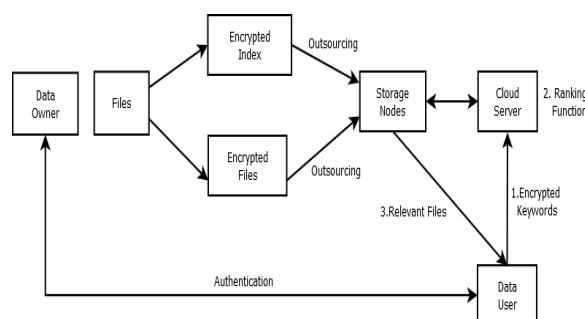 Encrypted
Index
Outsourcing
Data
Owner
Files
Storage
Nodes
Cloud
Server
2. Ranking
Function
Encrypted
Files
Outsourcing
3.Relevant Files
1.Encrypted
Keywords
Authentication
Data
User